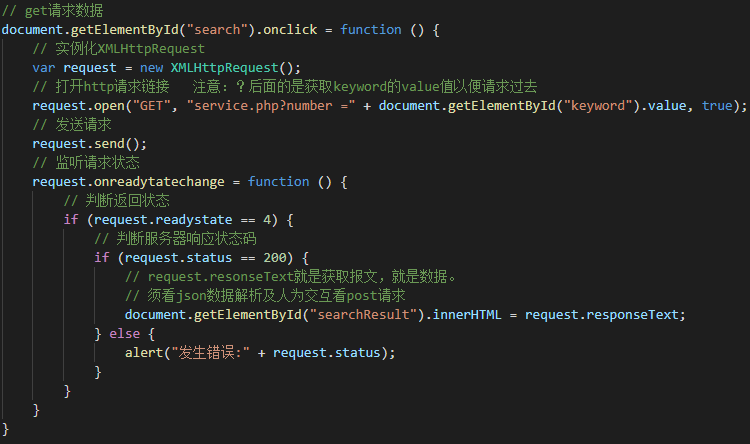 // get请求数据
document.getElementById("search").onclick = function () {
    // 实例化XMLHttpRequest
    var request = new XMLHttpRequest();
    // 打开http请求链接   注意：？后面的是获取keyword的value值以便请求过去
    request.open("GET", "service.php?number =" + document.getElementById("keyword").value, true);
    // 发送请求
    request.send();
    // 监听请求状态
    request.onreadytatechange = function () {
        // 判断返回状态
        if (request.readystate == 4) {
            // 判断服务器响应状态码
            if (request.status == 200) {
                // request.resonseText就是获取报文，就是数据。
                // 须看json数据解析及人为交互看post请求
                document.getElementById("searchResult").innerHTML = request.responseText;
            } else {
                alert("发生错误:" + request.status);
            }
        }
    }
}